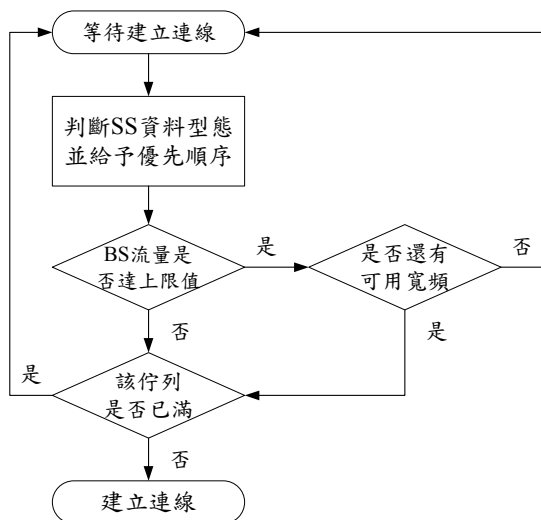 等待建立連線
判斷SS資料型態
並給予優先順序
BS流量是
否達上限值
是
是否還有
可用寬頻
否
否
是
是
該佇列
是否已滿
否
建立連線